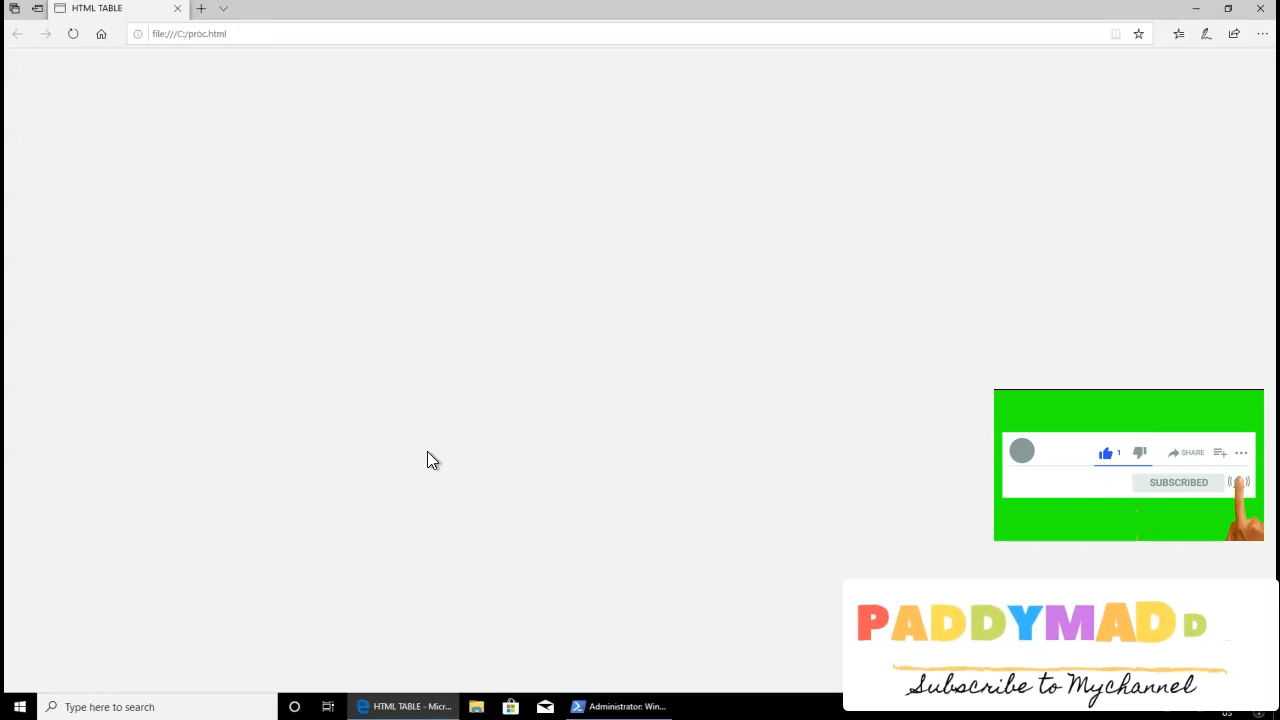 HTML TABLE
file:///C:/proc.html
1
SHARE
SUBSCRIBED
PADDYMAD D
Subscribe to Mychannel
Type here to search
HTML TABLE - Micr...
Administrator: Win...